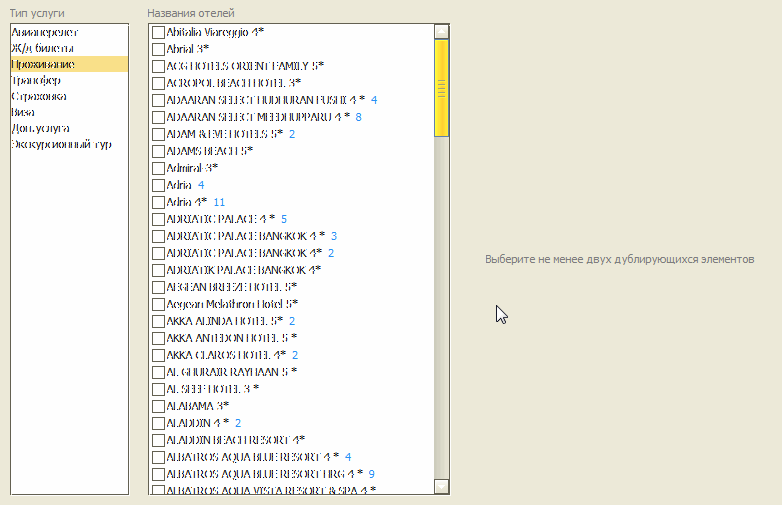 Тип услуги
Авиаперелет
Ж/д билеты
Проживание
Трансфер
Страховка
Виза
Доп.услуга
Экскурсионный тур
Названия отелей
Abitalia Viareggio 4*
Abrial 3*
ACG HOTELS ORIENT FAMILY 5*
ACROPOL BEACH HOTEL 3*
ADAARAN SELECT HUDHURAN FUSHI 4 * 4
ADAARAN SELECT MEEDHUPPARU 4 * 8
ADAM & EVE HOTELS 5* 2
ADAMS BEACH 5*
Admiral 3*
Adria 4
Adria 4* 11
ADRIATIC PALACE 4 * 5
ADRIATIC PALACE BANGKOK 4 * 3
ADRIATIC PALACE BANGKOK 4* 2
ADRIATIK PALACE BANGKOK 4*
AEGEAN BREEZE HOTEL 5*
Aegean Melathron Hotel 5*
AKKA ALINDA HOTEL 5* 2
AKKA ANTEDON HOTEL 5 *
AKKA CLAROS HOTEL 4* 2
AL GHURAIR RAYHAAN 5 *
AL SEEF HOTEL 3 *
ALABAMA 3*
ALADDIN 4 * 2
ALADDIN BEACH RESORT 4*
ALBATROS AQUA BLUE RESORT 4 * 4
ALBATROS AQUA BLUE RESORT HRG 4 * 9
ALBATROS AQUA VISTA RESORT & SPA 4 *
Выберите не менее двух дублирующихся элементов